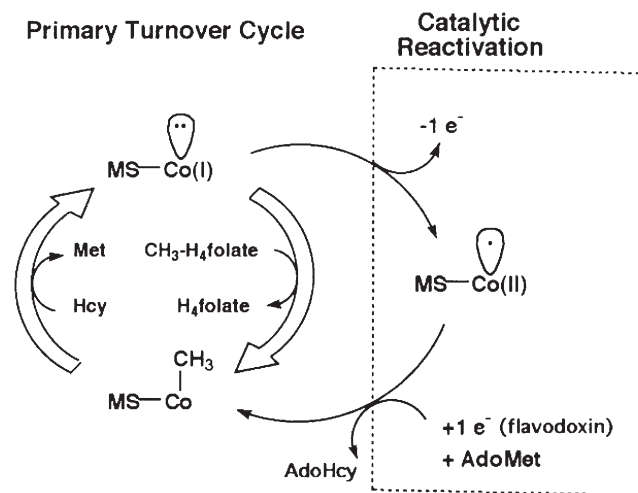 Primary Turnover Cycle
Catalytic
Reactivation
-1 e⁻
MS—Co(I)
Met
CH₃-H₄folate
Hcy
H₄folate
MS—Co(II)
CH₃
MS—Co
+1 e⁻ (flavodoxin)
+ AdoMet
AdoHcy